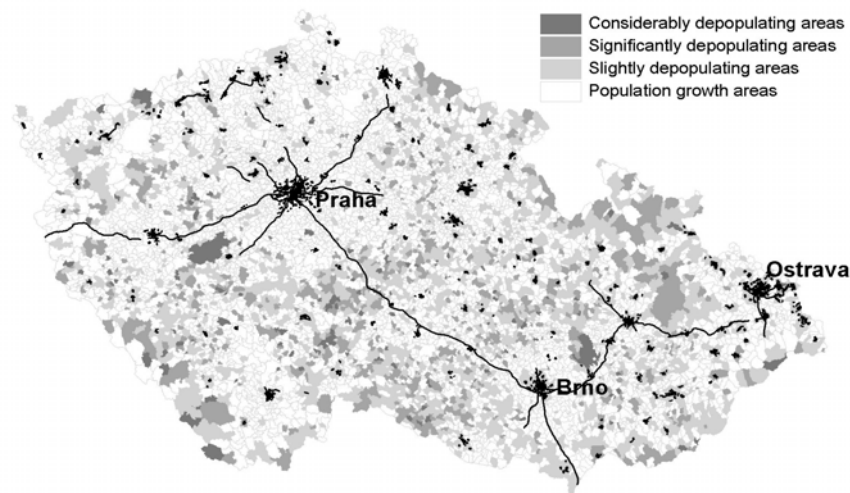 Considerably depopulating areas
Significantly depopulating areas
Slightly depopulating areas
Population growth areas
Praha
Ostrava
Brno